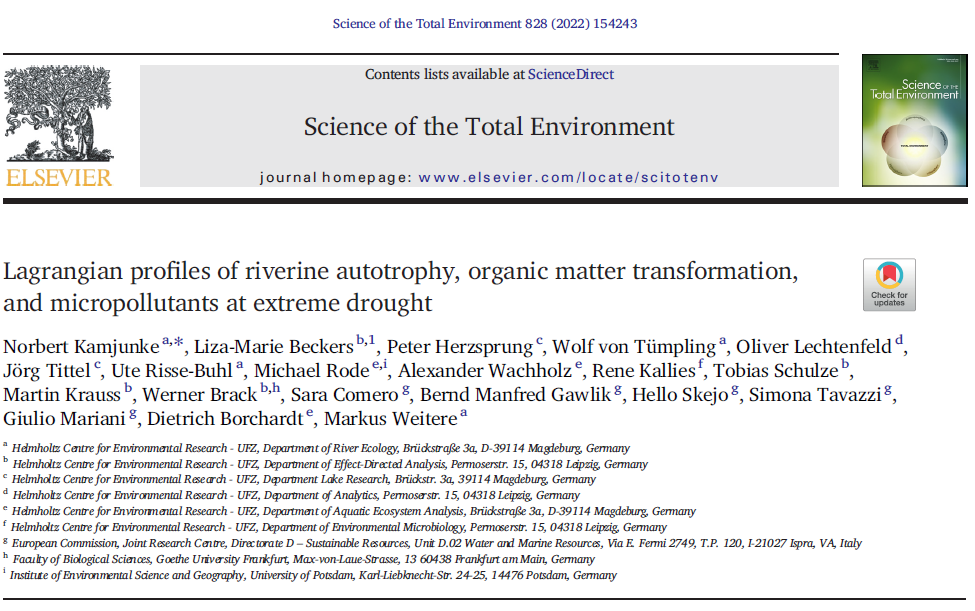 Science of the Total Environment 828 (2022) 154243
Contents lists available at ScienceDirect
Science of the Total Environment
journal homepage: www.elsevier.com/locate/scitotenv
ELSEVIER
Science OF THE
Total Environment
Lagrangian profiles of riverine autotrophy, organic matter transformation,
and micropollutants at extreme drought
Check for
updates
Norbert Kamjunke a,*, Liza-Marie Beckers b,1, Peter Herzsprung c, Wolf von Tümpling a, Oliver Lechtenfeld d,
Jörg Tittel c, Ute Risse-Buhl a, Michael Rode e,i, Alexander Wachholz e, Rene Kallies f, Tobias Schulze b,
Martin Krauss b, Werner Brack b,h, Sara Comero g, Bernd Manfred Gawlik g, Hello Skejo g, Simona Tavazzi g,
Giulio Mariani g, Dietrich Borchardt e, Markus Weitere a
a Helmholtz Centre for Environmental Research - UFZ, Department of River Ecology, Brückstraße 3a, D-39114 Magdeburg, Germany
b Helmholtz Centre for Environmental Research - UFZ, Department of Effect-Directed Analysis, Permoserstr. 15, 04318 Leipzig, Germany
c Helmholtz Centre for Environmental Research - UFZ, Department Lake Research, Brückstr. 3a, 39114 Magdeburg, Germany
d Helmholtz Centre for Environmental Research - UFZ, Department of Analytics, Permoserstr. 15, 04318 Leipzig, Germany
e Helmholtz Centre for Environmental Research - UFZ, Department of Aquatic Ecosystem Analysis, Brückstraße 3a, D-39114 Magdeburg, Germany
f Helmholtz Centre for Environmental Research - UFZ, Department of Environmental Microbiology, Permoserstr. 15, 04318 Leipzig, Germany
g European Commission, Joint Research Centre, Directorate D – Sustainable Resources, Unit D.02 Water and Marine Resources, Via E. Fermi 2749, T.P. 120, I-21027 Ispra, VA, Italy
h Faculty of Biological Sciences, Goethe University Frankfurt, Max-von-Laue-Strasse, 13 60438 Frankfurt am Main, Germany
i Institute of Environmental Science and Geography, University of Potsdam, Karl-Liebknecht-Str. 24-25, 14476 Potsdam, Germany